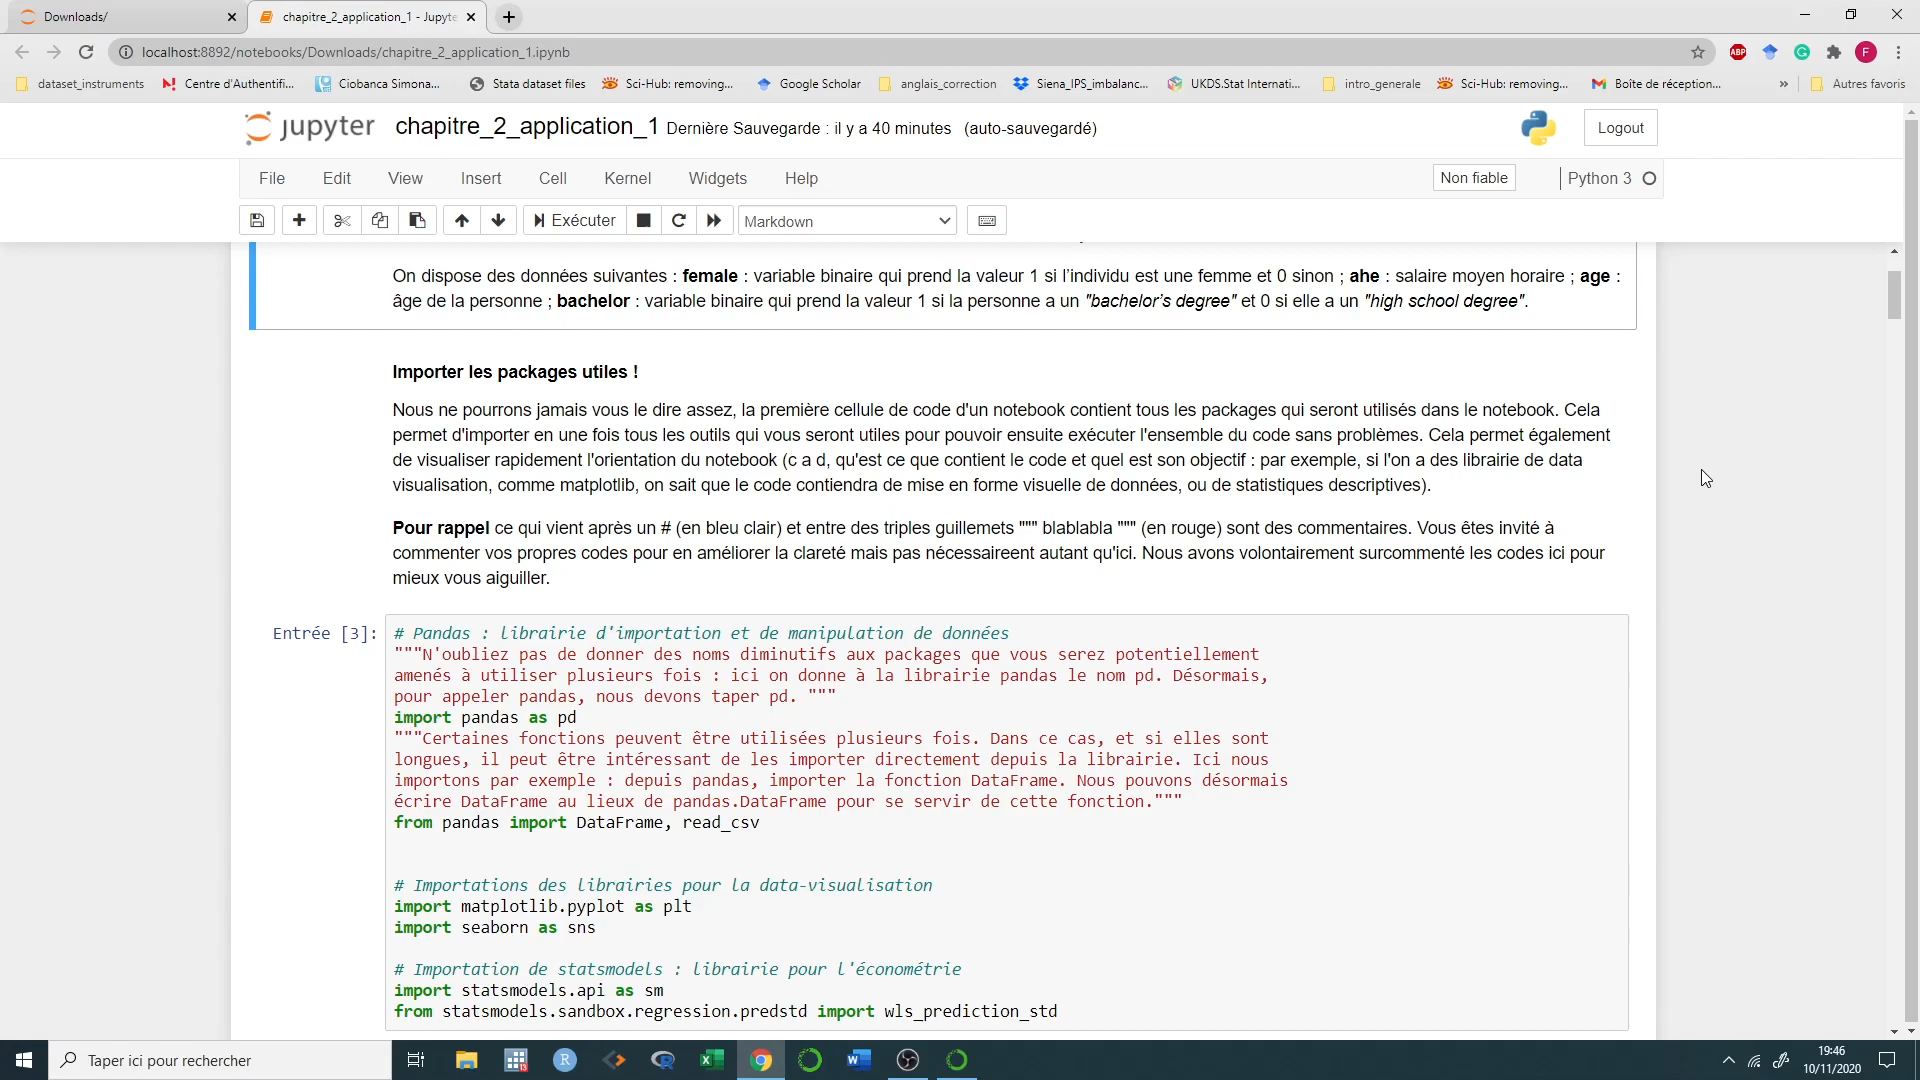 Downloads/
chapitre_2_application_1 - Jupyte
localhost:8892/notebooks/Downloads/chapitre_2_application_1.ipynb
ABP
F
dataset_instruments
Centre d'Authentifi...
Ciobanca Simona...
Stata dataset files
Sci-Hub: removing...
Google Scholar
anglais_correction
Siena_IPS_imbalanc...
UKDS.Stat Internati...
intro_generale
Sci-Hub: removing...
Boîte de réception...
»
Autres favoris
jupyter chapitre_2_application_1 Dernière Sauvegarde : il y a 40 minutes (auto-sauvegardé)
Logout
File Edit View Insert Cell Kernel Widgets Help
Non fiable
Python 3
Exécuter
Markdown
On dispose des données suivantes : female : variable binaire qui prend la valeur 1 si l’individu est une femme et 0 sinon ; ahe : salaire moyen horaire ; age :
âge de la personne ; bachelor : variable binaire qui prend la valeur 1 si la personne a un "bachelor’s degree" et 0 si elle a un "high school degree".
Importer les packages utiles !
Nous ne pourrons jamais vous le dire assez, la première cellule de code d'un notebook contient tous les packages qui seront utilisés dans le notebook. Cela
permet d'importer en une fois tous les outils qui vous seront utiles pour pouvoir ensuite exécuter l'ensemble du code sans problèmes. Cela permet également
de visualiser rapidement l'orientation du notebook (c a d, qu'est ce que contient le code et quel est son objectif : par exemple, si l'on a des librairie de data
visualisation, comme matplotlib, on sait que le code contiendra de mise en forme visuelle de données, ou de statistiques descriptives).
Pour rappel ce qui vient après un # (en bleu clair) et entre des triples guillemets """ blablabla """ (en rouge) sont des commentaires. Vous êtes invité à
commenter vos propres codes pour en améliorer la clareté mais pas nécessaireent autant qu'ici. Nous avons volontairement surcommenté les codes ici pour
mieux vous aiguiller.
Entrée [3]:
# Pandas : librairie d'importation et de manipulation de données
"""N'oubliez pas de donner des noms diminutifs aux packages que vous serez potentiellement
amenés à utiliser plusieurs fois : ici on donne à la librairie pandas le nom pd. Désormais,
pour appeler pandas, nous devons taper pd. """
import pandas as pd
"""Certaines fonctions peuvent être utilisées plusieurs fois. Dans ce cas, et si elles sont
longues, il peut être intéressant de les importer directement depuis la librairie. Ici nous
importons par exemple : depuis pandas, importer la fonction DataFrame. Nous pouvons désormais
écrire DataFrame au lieux de pandas.DataFrame pour se servir de cette fonction."""
from pandas import DataFrame, read_csv
# Importations des librairies pour la data-visualisation
import matplotlib.pyplot as plt
import seaborn as sns
# Importation de statsmodels : librairie pour l'économétrie
import statsmodels.api as sm
from statsmodels.sandbox.regression.predstd import wls_prediction_std
Taper ici pour rechercher
19:46
10/11/2020